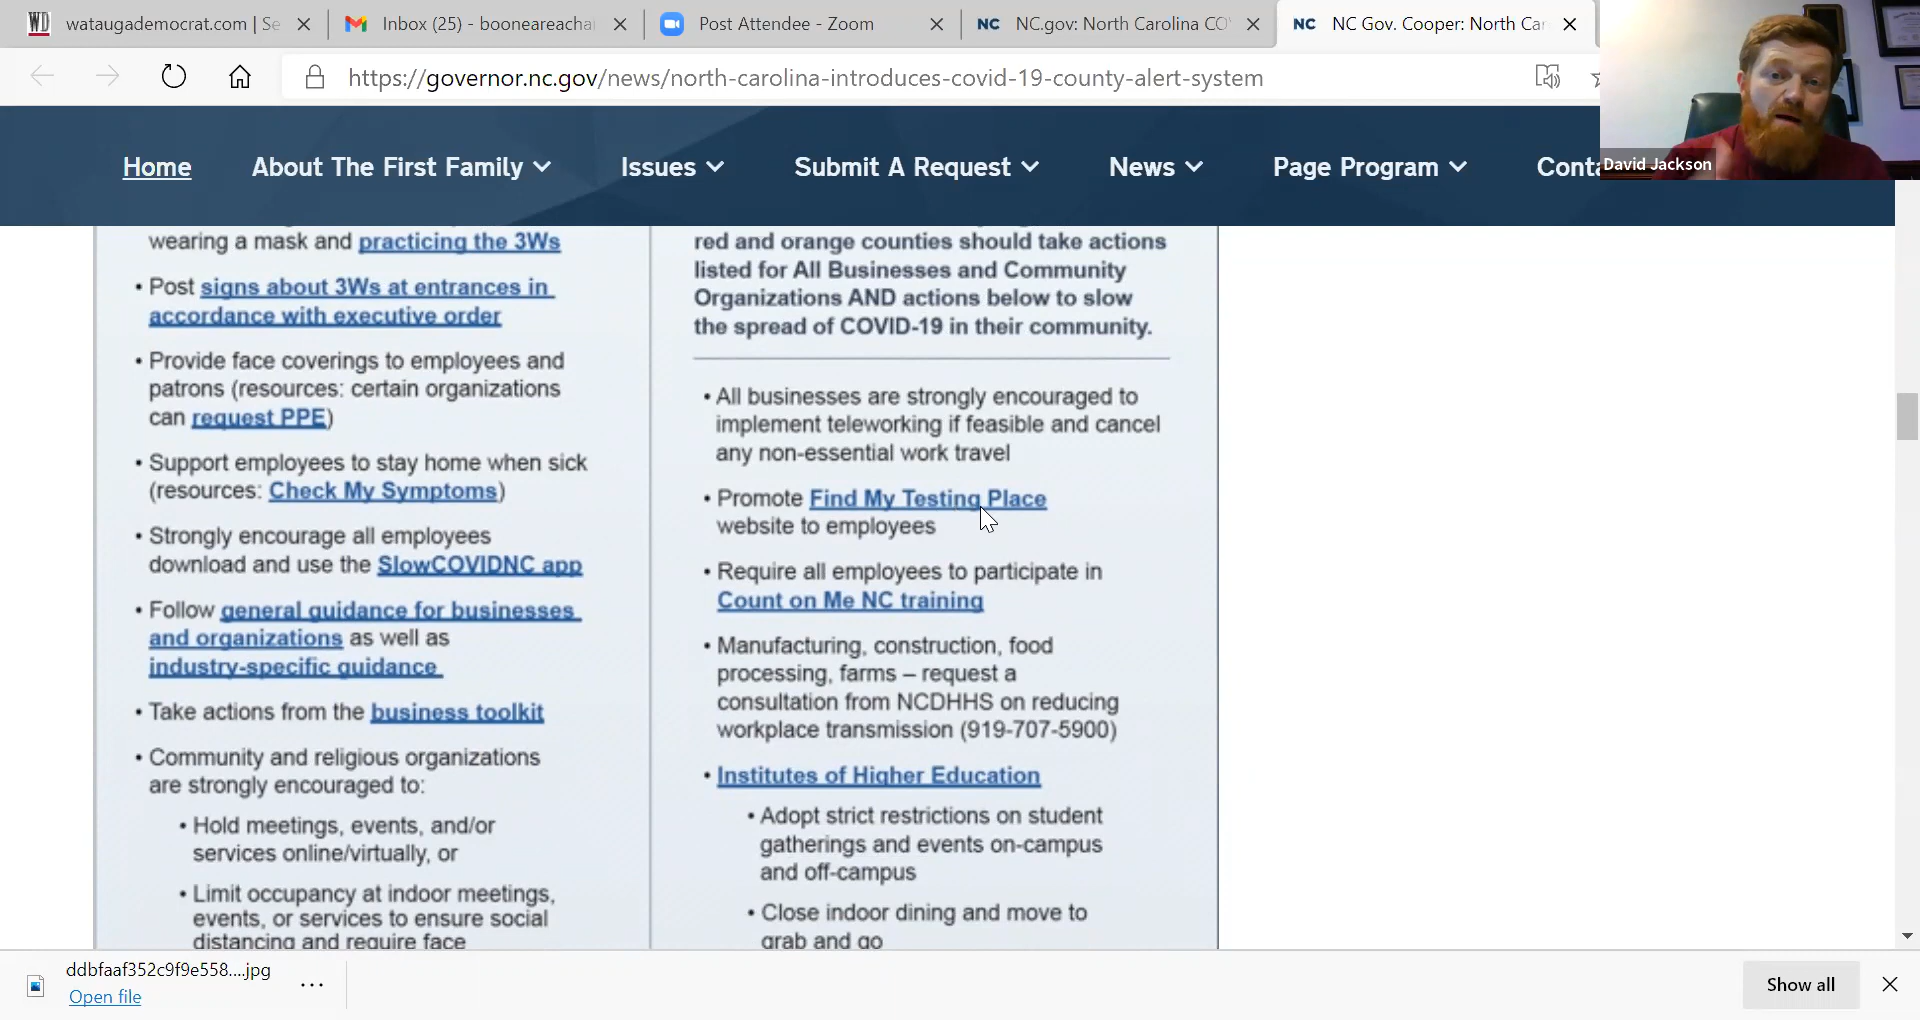 wataugademocrat.com | Se
Inbox (25) - booneareacha
Post Attendee - Zoom
NC.gov: North Carolina CO
NC Gov. Cooper: North Car
https://governor.nc.gov/news/north-carolina-introduces-covid-19-county-alert-system
Home
About The First Family
Issues
Submit A Request
News
Page Program
Conta
David Jackson
wearing a mask and practicing the 3Ws
• Post signs about 3Ws at entrances in
accordance with executive order
• Provide face coverings to employees and
patrons (resources: certain organizations
can request PPE)
• Support employees to stay home when sick
(resources: Check My Symptoms)
• Strongly encourage all employees
download and use the SlowCOVIDNC app
• Follow general guidance for businesses
and organizations as well as
industry-specific guidance
• Take actions from the business toolkit
• Community and religious organizations
are strongly encouraged to:
• Hold meetings, events, and/or
services online/virtually, or
• Limit occupancy at indoor meetings,
events, or services to ensure social
distancing and require face
red and orange counties should take actions
listed for All Businesses and Community
Organizations AND actions below to slow
the spread of COVID-19 in their community.
• All businesses are strongly encouraged to
implement teleworking if feasible and cancel
any non-essential work travel
• Promote Find My Testing Place
website to employees
• Require all employees to participate in
Count on Me NC training
• Manufacturing, construction, food
processing, farms – request a
consultation from NCDHHS on reducing
workplace transmission (919-707-5900)
• Institutes of Higher Education
• Adopt strict restrictions on student
gatherings and events on-campus
and off-campus
• Close indoor dining and move to
grab and go
ddbfaaf352c9f9e558....jpg
Open file
Show all